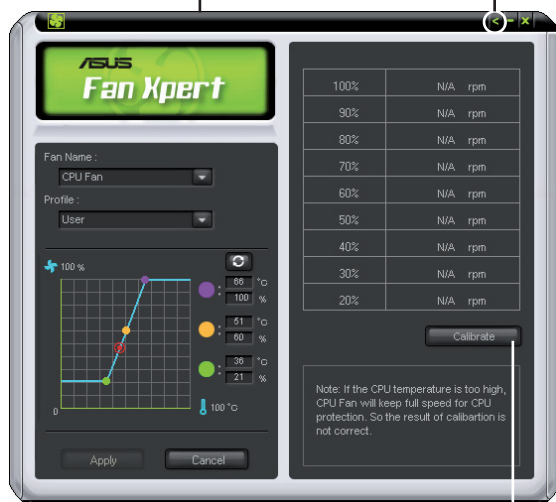 < – x
ASUS
Fan Xpert
Fan Name :
CPU Fan
Profile :
User
100 %
66 °C
100 %
51 °C
60 %
36 °C
21 %
0
100 °C
Apply
Cancel
100% N/A rpm
90% N/A rpm
80% N/A rpm
70% N/A rpm
60% N/A rpm
50% N/A rpm
40% N/A rpm
30% N/A rpm
20% N/A rpm
Calibrate
Note: If the CPU temperature is too high,
CPU Fan will keep full speed for CPU
protection. So the result of calibartion is
not correct.